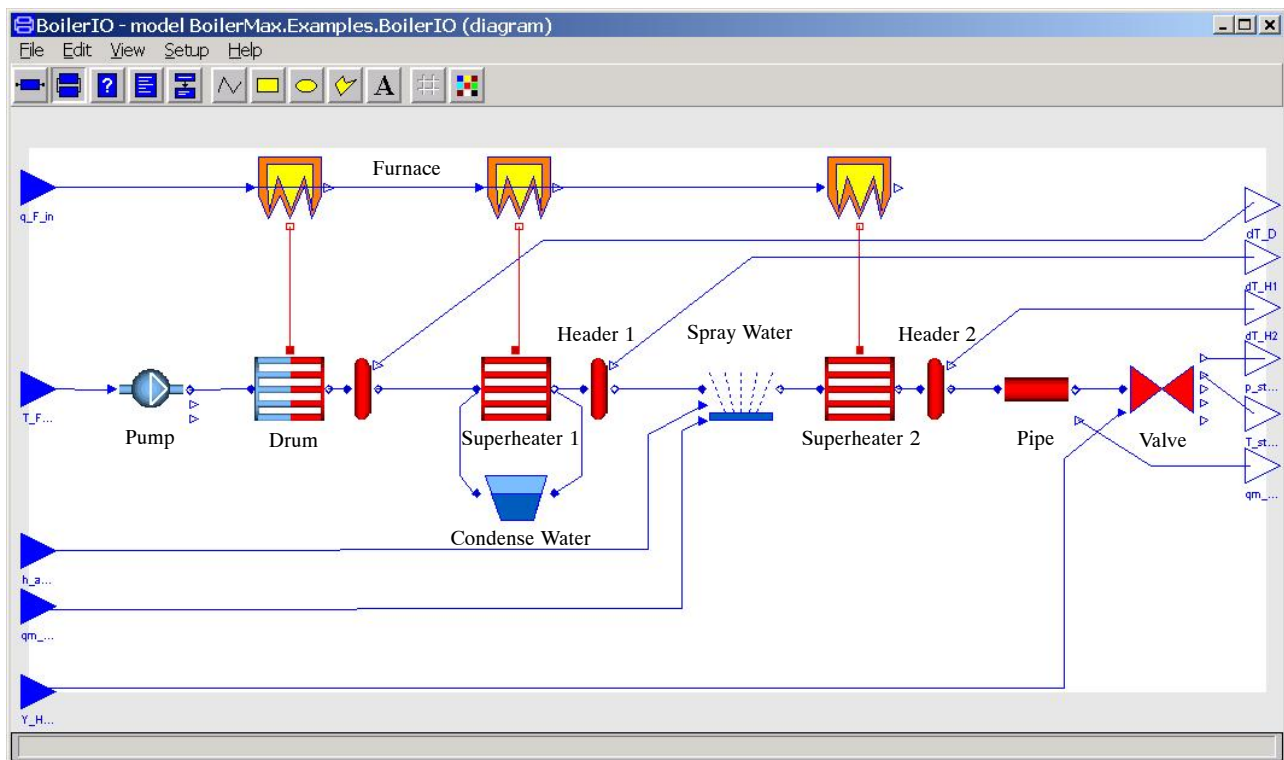 BoilerIO - model BoilerMax.Examples.BoilerIO (diagram)
File Edit View Setup Help
? A
Furnace
q_F_in
dT_D
dT_H1
Header 1 Spray Water Header 2
dT_H2
p_st...
T_F...
Pump Drum Superheater 1 Superheater 2 Pipe Valve
T_st...
qm_...
Condense Water
h_a...
qm_...
Y_H...